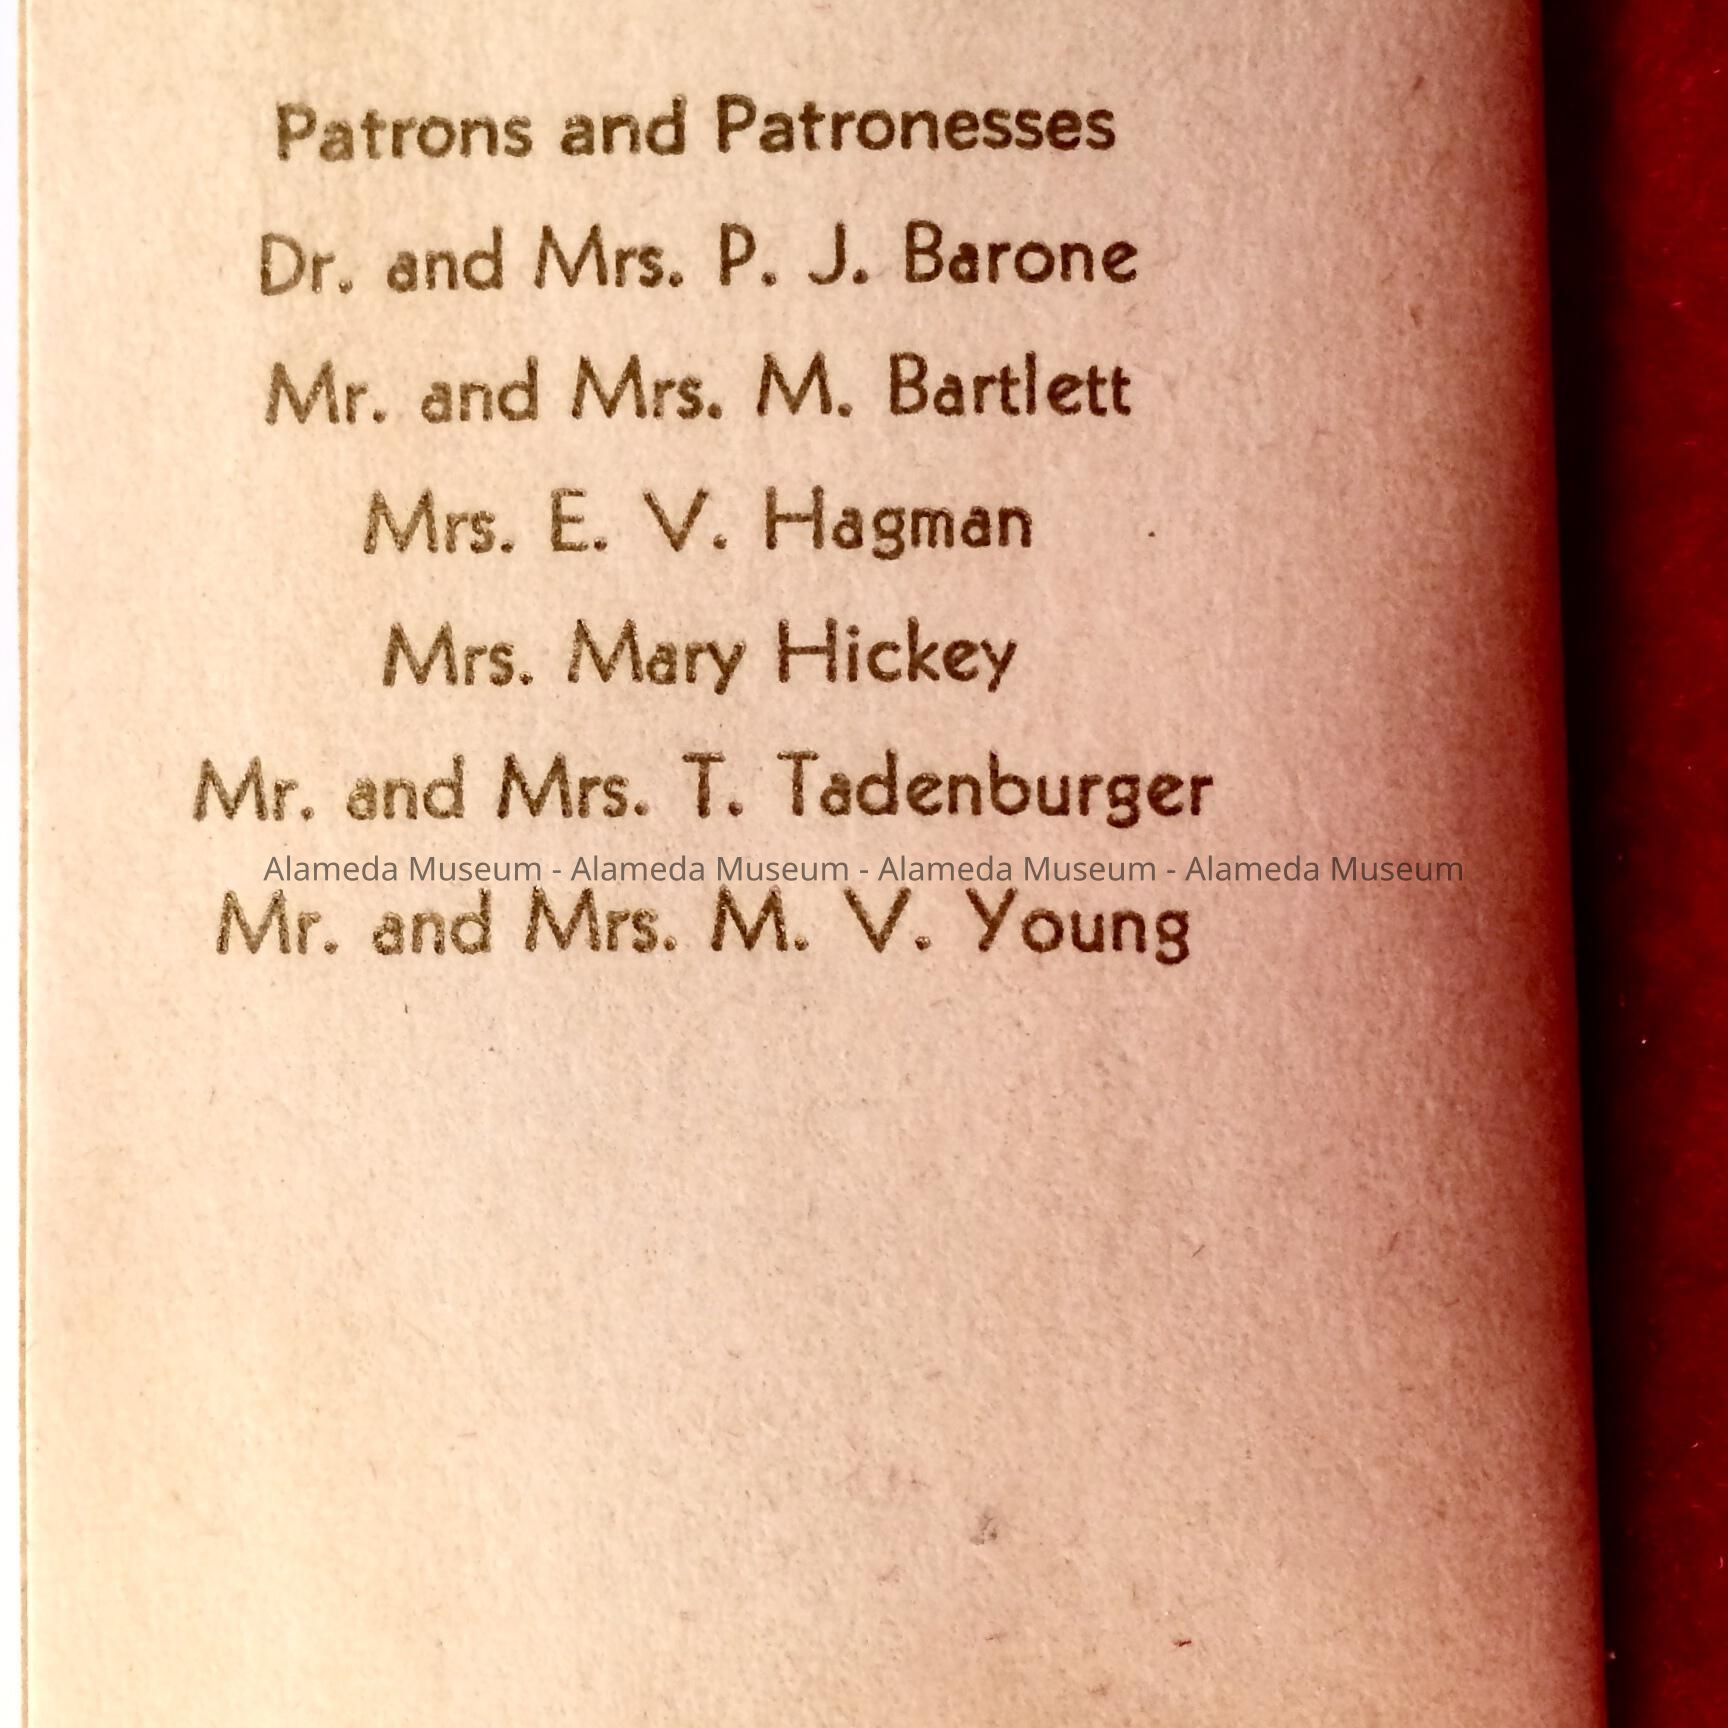 Patrons and Patronesses
Dr. and Mrs. P. J. Barone
Mr. and Mrs. M. Bartlett
Mrs. E. V. Hagman
Mrs. Mary Hickey
Mr. and Mrs. T. Tadenburger
Alameda Museum - Alameda Museum - Alameda Museum - Alameda Museum
Mr. and Mrs. M. V. Young